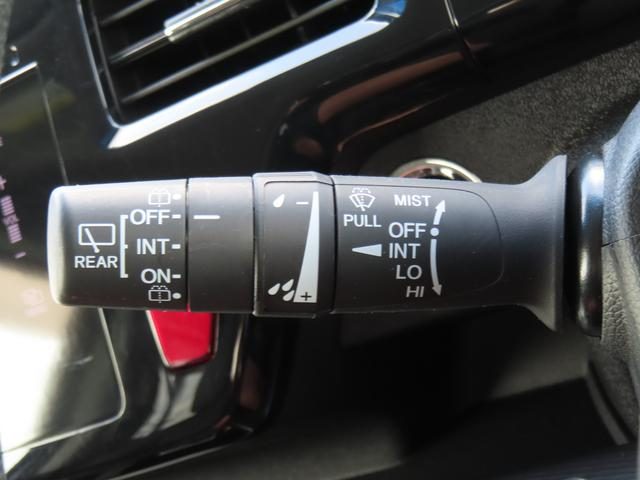 REAR
OFF
INT
ON
−
+
PULL
MIST
OFF
INT
LO
HI